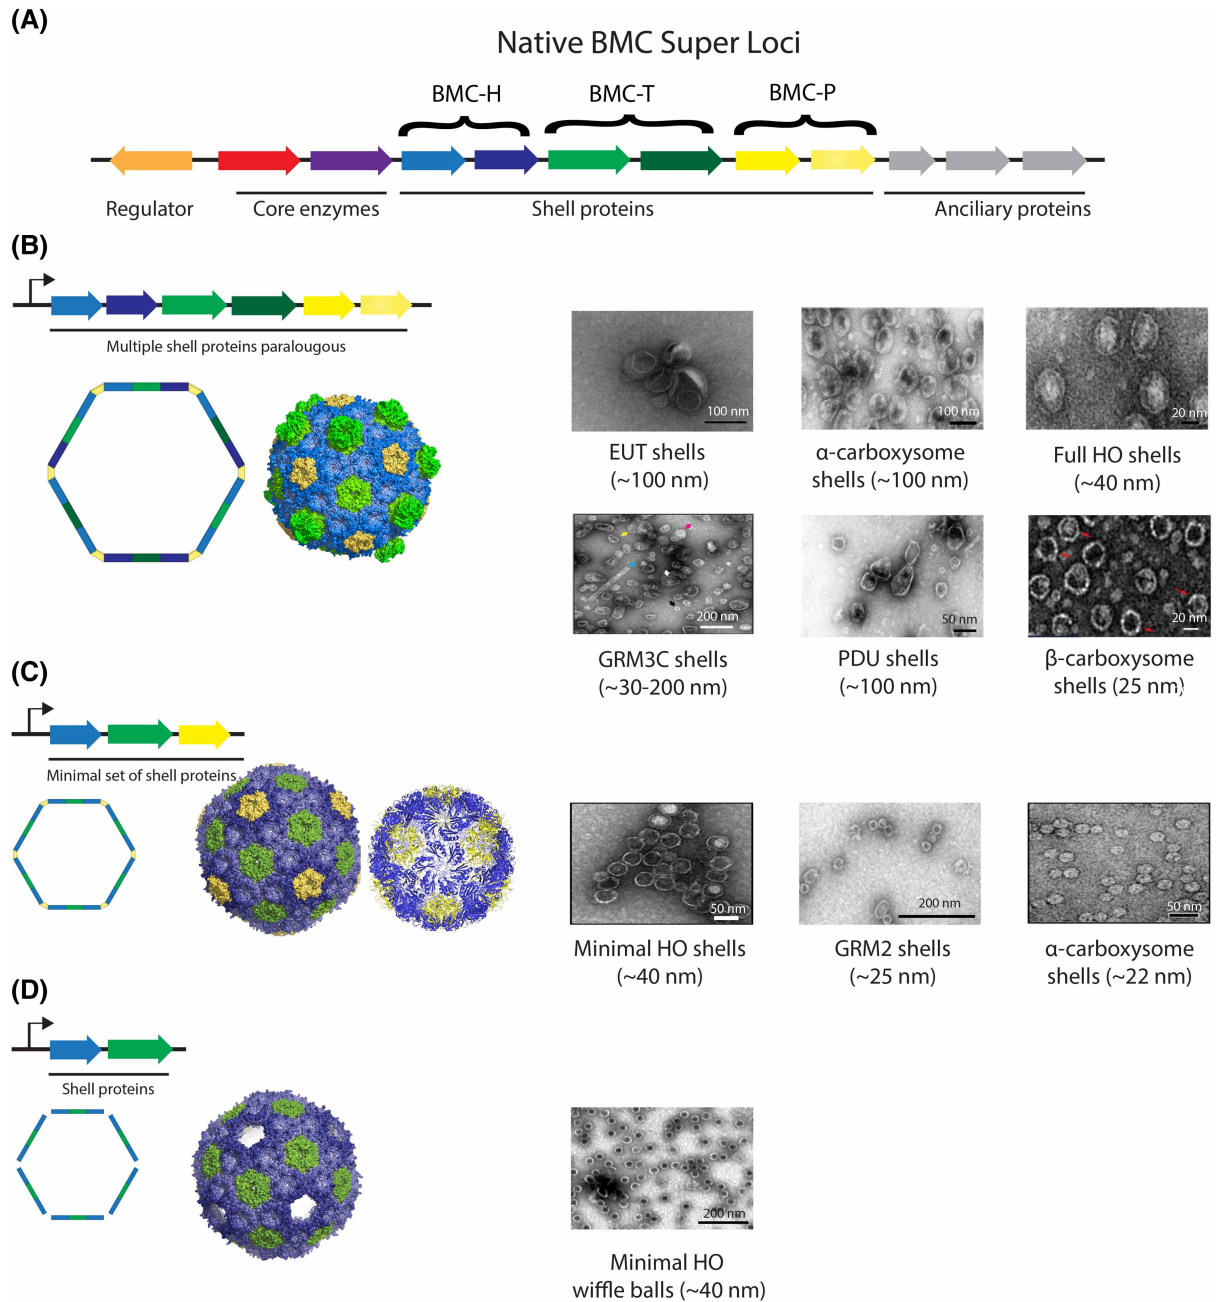 (A)
Native BMC Super Loci
BMC-H BMC-T BMC-P
Regulator Core enzymes Shell proteins Anciliary proteins
(B)
Multiple shell proteins paralougous
100 nm 100 nm 20 nm
EUT shells
(~100 nm)
α-carboxysome
shells (~100 nm)
Full HO shells
(~40 nm)
200 nm 50 nm 20 nm
GRM3C shells
(~30-200 nm)
PDU shells
(~100 nm)
β-carboxysome
shells (25 nm)
(C)
Minimal set of shell proteins
50 nm 200 nm 50 nm
Minimal HO shells
(~40 nm)
GRM2 shells
(~25 nm)
α-carboxysome
shells (~22 nm)
(D)
Shell proteins
200 nm
Minimal HO
wiffle balls (~40 nm)